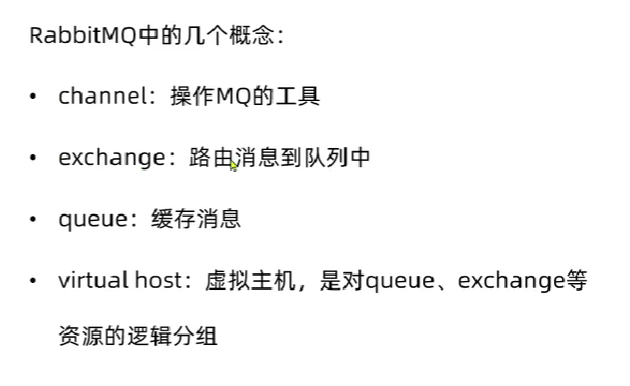 RabbitMQ中的几个概念：
• channel：操作MQ的工具
• exchange：路由消息到队列中
• queue：缓存消息
• virtual host：虚拟主机，是对queue、exchange等
资源的逻辑分组